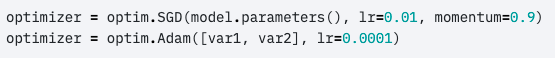 optimizer = optim.SGD(model.parameters(), lr=0.01, momentum=0.9)
optimizer = optim.Adam([var1, var2], lr=0.0001)